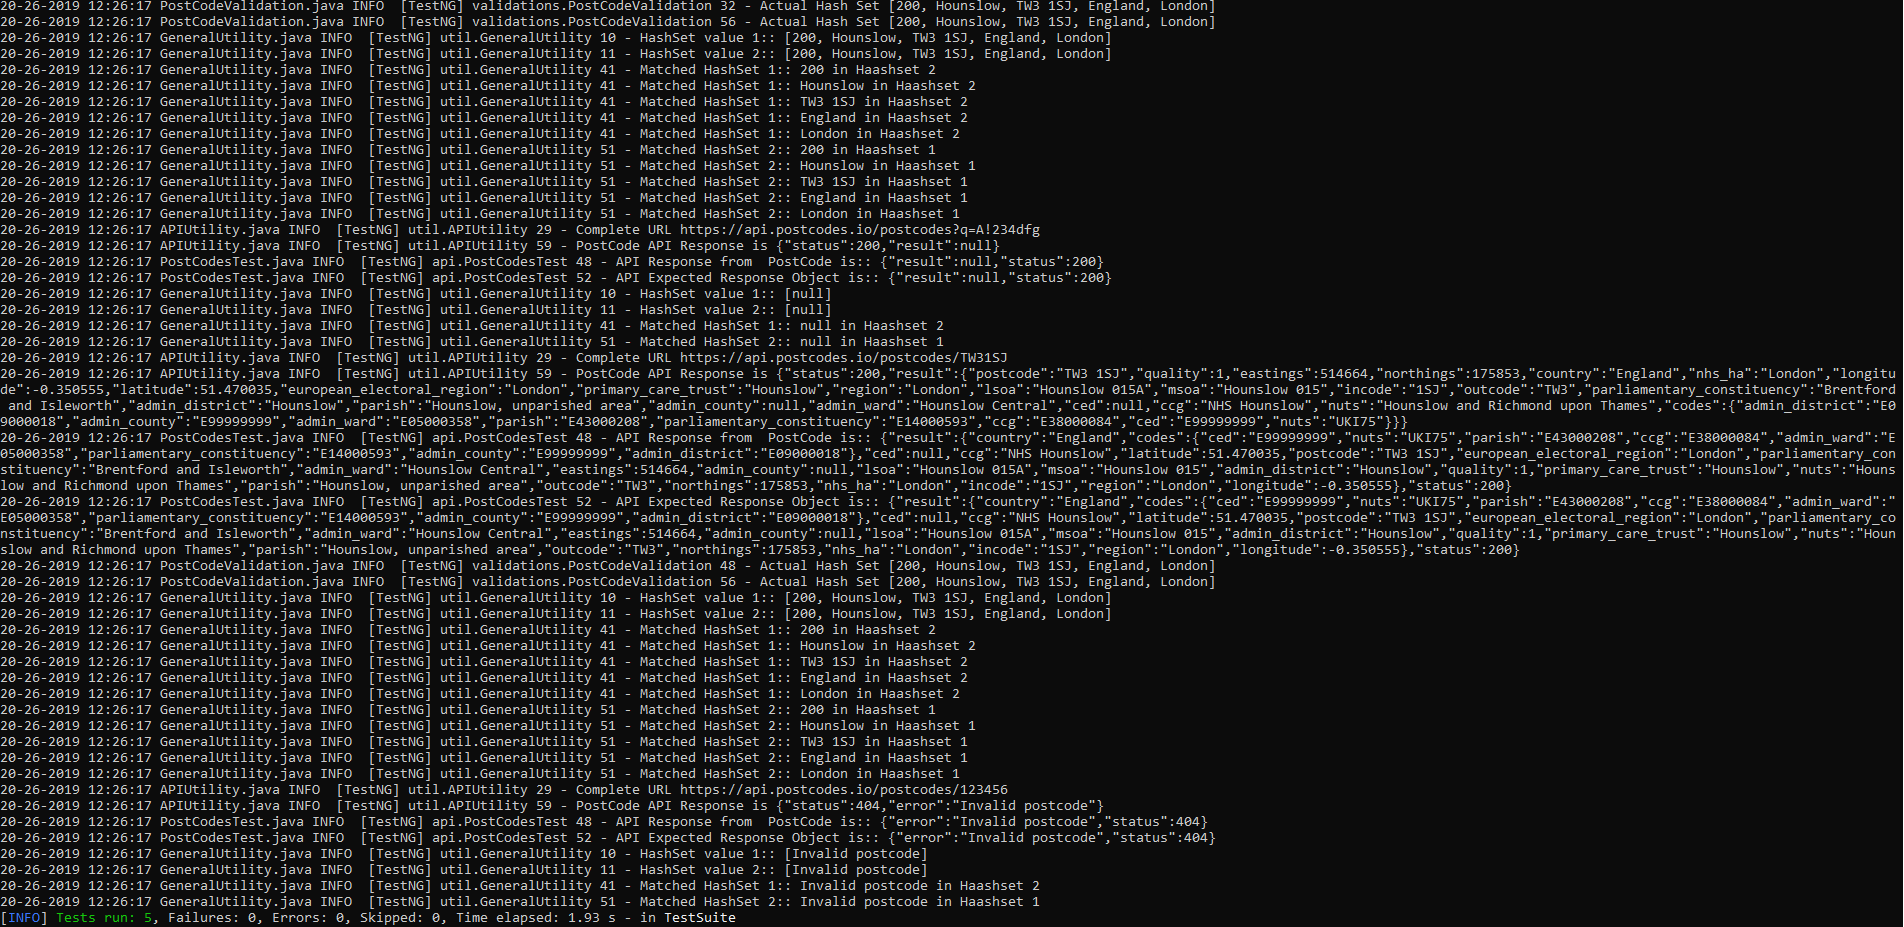 20-26-2019 12:26:17 PostCodeValidation.java INFO  [TestNG] validations.PostCodeValidation 32 - Actual Hash Set [200, Hounslow, TW3 1SJ, England, London]
20-26-2019 12:26:17 PostCodeValidation.java INFO  [TestNG] validations.PostCodeValidation 56 - Actual Hash Set [200, Hounslow, TW3 1SJ, England, London]
20-26-2019 12:26:17 GeneralUtility.java INFO  [TestNG] util.GeneralUtility 10 - HashSet value 1:: [200, Hounslow, TW3 1SJ, England, London]
20-26-2019 12:26:17 GeneralUtility.java INFO  [TestNG] util.GeneralUtility 11 - HashSet value 2:: [200, Hounslow, TW3 1SJ, England, London]
20-26-2019 12:26:17 GeneralUtility.java INFO  [TestNG] util.GeneralUtility 41 - Matched HashSet 1:: 200 in Haashset 2
20-26-2019 12:26:17 GeneralUtility.java INFO  [TestNG] util.GeneralUtility 41 - Matched HashSet 1:: Hounslow in Haashset 2
20-26-2019 12:26:17 GeneralUtility.java INFO  [TestNG] util.GeneralUtility 41 - Matched HashSet 1:: TW3 1SJ in Haashset 2
20-26-2019 12:26:17 GeneralUtility.java INFO  [TestNG] util.GeneralUtility 41 - Matched HashSet 1:: England in Haashset 2
20-26-2019 12:26:17 GeneralUtility.java INFO  [TestNG] util.GeneralUtility 41 - Matched HashSet 1:: London in Haashset 2
20-26-2019 12:26:17 GeneralUtility.java INFO  [TestNG] util.GeneralUtility 51 - Matched HashSet 2:: 200 in Haashset 1
20-26-2019 12:26:17 GeneralUtility.java INFO  [TestNG] util.GeneralUtility 51 - Matched HashSet 2:: Hounslow in Haashset 1
20-26-2019 12:26:17 GeneralUtility.java INFO  [TestNG] util.GeneralUtility 51 - Matched HashSet 2:: TW3 1SJ in Haashset 1
20-26-2019 12:26:17 GeneralUtility.java INFO  [TestNG] util.GeneralUtility 51 - Matched HashSet 2:: England in Haashset 1
20-26-2019 12:26:17 GeneralUtility.java INFO  [TestNG] util.GeneralUtility 51 - Matched HashSet 2:: London in Haashset 1
20-26-2019 12:26:17 APIUtility.java INFO  [TestNG] util.APIUtility 29 - Complete URL https://api.postcodes.io/postcodes?q=A!234dfg
20-26-2019 12:26:17 APIUtility.java INFO  [TestNG] util.APIUtility 59 - PostCode API Response is {"status":200,"result":null}
20-26-2019 12:26:17 PostCodesTest.java INFO  [TestNG] api.PostCodesTest 48 - API Response from  PostCode is:: {"result":null,"status":200}
20-26-2019 12:26:17 PostCodesTest.java INFO  [TestNG] api.PostCodesTest 52 - API Expected Response Object is:: {"result":null,"status":200}
20-26-2019 12:26:17 GeneralUtility.java INFO  [TestNG] util.GeneralUtility 10 - HashSet value 1:: [null]
20-26-2019 12:26:17 GeneralUtility.java INFO  [TestNG] util.GeneralUtility 11 - HashSet value 2:: [null]
20-26-2019 12:26:17 GeneralUtility.java INFO  [TestNG] util.GeneralUtility 41 - Matched HashSet 1:: null in Haashset 2
20-26-2019 12:26:17 GeneralUtility.java INFO  [TestNG] util.GeneralUtility 51 - Matched HashSet 2:: null in Haashset 1
20-26-2019 12:26:17 APIUtility.java INFO  [TestNG] util.APIUtility 29 - Complete URL https://api.postcodes.io/postcodes/TW31SJ
20-26-2019 12:26:17 APIUtility.java INFO  [TestNG] util.APIUtility 59 - PostCode API Response is {"status":200,"result":{"postcode":"TW3 1SJ","quality":1,"eastings":514664,"northings":175853,"country":"England","nhs_ha":"London","longitu
de":-0.350555,"latitude":51.470035,"european_electoral_region":"London","primary_care_trust":"Hounslow","region":"London","lsoa":"Hounslow 015A","msoa":"Hounslow 015","incode":"1SJ","outcode":"TW3","parliamentary_constituency":"Brentford
 and Isleworth","admin_district":"Hounslow","parish":"Hounslow, unparished area","admin_county":null,"admin_ward":"Hounslow Central","ced":null,"ccg":"NHS Hounslow","nuts":"Hounslow and Richmond upon Thames","codes":{"admin_district":"E0
9000018","admin_county":"E99999999","admin_ward":"E05000358","parish":"E43000208","parliamentary_constituency":"E14000593","ccg":"E38000084","ced":"E99999999","nuts":"UKI75"}}}
20-26-2019 12:26:17 PostCodesTest.java INFO  [TestNG] api.PostCodesTest 48 - API Response from  PostCode is:: {"result":{"country":"England","codes":{"ced":"E99999999","nuts":"UKI75","parish":"E43000208","ccg":"E38000084","admin_ward":"E
05000358","parliamentary_constituency":"E14000593","admin_county":"E99999999","admin_district":"E09000018"},"ced":null,"ccg":"NHS Hounslow","latitude":51.470035,"postcode":"TW3 1SJ","european_electoral_region":"London","parliamentary_con
stituency":"Brentford and Isleworth","admin_ward":"Hounslow Central","eastings":514664,"admin_county":null,"lsoa":"Hounslow 015A","msoa":"Hounslow 015","admin_district":"Hounslow","quality":1,"primary_care_trust":"Hounslow","nuts":"Houns
low and Richmond upon Thames","parish":"Hounslow, unparished area","outcode":"TW3","northings":175853,"nhs_ha":"London","incode":"1SJ","region":"London","longitude":-0.350555},"status":200}
20-26-2019 12:26:17 PostCodesTest.java INFO  [TestNG] api.PostCodesTest 52 - API Expected Response Object is:: {"result":{"country":"England","codes":{"ced":"E99999999","nuts":"UKI75","parish":"E43000208","ccg":"E38000084","admin_ward":"
E05000358","parliamentary_constituency":"E14000593","admin_county":"E99999999","admin_district":"E09000018"},"ced":null,"ccg":"NHS Hounslow","latitude":51.470035,"postcode":"TW3 1SJ","european_electoral_region":"London","parliamentary_co
nstituency":"Brentford and Isleworth","admin_ward":"Hounslow Central","eastings":514664,"admin_county":null,"lsoa":"Hounslow 015A","msoa":"Hounslow 015","admin_district":"Hounslow","quality":1,"primary_care_trust":"Hounslow","nuts":"Houn
slow and Richmond upon Thames","parish":"Hounslow, unparished area","outcode":"TW3","northings":175853,"nhs_ha":"London","incode":"1SJ","region":"London","longitude":-0.350555},"status":200}
20-26-2019 12:26:17 PostCodeValidation.java INFO  [TestNG] validations.PostCodeValidation 48 - Actual Hash Set [200, Hounslow, TW3 1SJ, England, London]
20-26-2019 12:26:17 PostCodeValidation.java INFO  [TestNG] validations.PostCodeValidation 56 - Actual Hash Set [200, Hounslow, TW3 1SJ, England, London]
20-26-2019 12:26:17 GeneralUtility.java INFO  [TestNG] util.GeneralUtility 10 - HashSet value 1:: [200, Hounslow, TW3 1SJ, England, London]
20-26-2019 12:26:17 GeneralUtility.java INFO  [TestNG] util.GeneralUtility 11 - HashSet value 2:: [200, Hounslow, TW3 1SJ, England, London]
20-26-2019 12:26:17 GeneralUtility.java INFO  [TestNG] util.GeneralUtility 41 - Matched HashSet 1:: 200 in Haashset 2
20-26-2019 12:26:17 GeneralUtility.java INFO  [TestNG] util.GeneralUtility 41 - Matched HashSet 1:: Hounslow in Haashset 2
20-26-2019 12:26:17 GeneralUtility.java INFO  [TestNG] util.GeneralUtility 41 - Matched HashSet 1:: TW3 1SJ in Haashset 2
20-26-2019 12:26:17 GeneralUtility.java INFO  [TestNG] util.GeneralUtility 41 - Matched HashSet 1:: England in Haashset 2
20-26-2019 12:26:17 GeneralUtility.java INFO  [TestNG] util.GeneralUtility 41 - Matched HashSet 1:: London in Haashset 2
20-26-2019 12:26:17 GeneralUtility.java INFO  [TestNG] util.GeneralUtility 51 - Matched HashSet 2:: 200 in Haashset 1
20-26-2019 12:26:17 GeneralUtility.java INFO  [TestNG] util.GeneralUtility 51 - Matched HashSet 2:: Hounslow in Haashset 1
20-26-2019 12:26:17 GeneralUtility.java INFO  [TestNG] util.GeneralUtility 51 - Matched HashSet 2:: TW3 1SJ in Haashset 1
20-26-2019 12:26:17 GeneralUtility.java INFO  [TestNG] util.GeneralUtility 51 - Matched HashSet 2:: England in Haashset 1
20-26-2019 12:26:17 GeneralUtility.java INFO  [TestNG] util.GeneralUtility 51 - Matched HashSet 2:: London in Haashset 1
20-26-2019 12:26:17 APIUtility.java INFO  [TestNG] util.APIUtility 29 - Complete URL https://api.postcodes.io/postcodes/123456
20-26-2019 12:26:17 APIUtility.java INFO  [TestNG] util.APIUtility 59 - PostCode API Response is {"status":404,"error":"Invalid postcode"}
20-26-2019 12:26:17 PostCodesTest.java INFO  [TestNG] api.PostCodesTest 48 - API Response from  PostCode is:: {"error":"Invalid postcode","status":404}
20-26-2019 12:26:17 PostCodesTest.java INFO  [TestNG] api.PostCodesTest 52 - API Expected Response Object is:: {"error":"Invalid postcode","status":404}
20-26-2019 12:26:17 GeneralUtility.java INFO  [TestNG] util.GeneralUtility 10 - HashSet value 1:: [Invalid postcode]
20-26-2019 12:26:17 GeneralUtility.java INFO  [TestNG] util.GeneralUtility 11 - HashSet value 2:: [Invalid postcode]
20-26-2019 12:26:17 GeneralUtility.java INFO  [TestNG] util.GeneralUtility 41 - Matched HashSet 1:: Invalid postcode in Haashset 2
20-26-2019 12:26:17 GeneralUtility.java INFO  [TestNG] util.GeneralUtility 51 - Matched HashSet 2:: Invalid postcode in Haashset 1
[INFO] Tests run: 5, Failures: 0, Errors: 0, Skipped: 0, Time elapsed: 1.93 s - in TestSuite